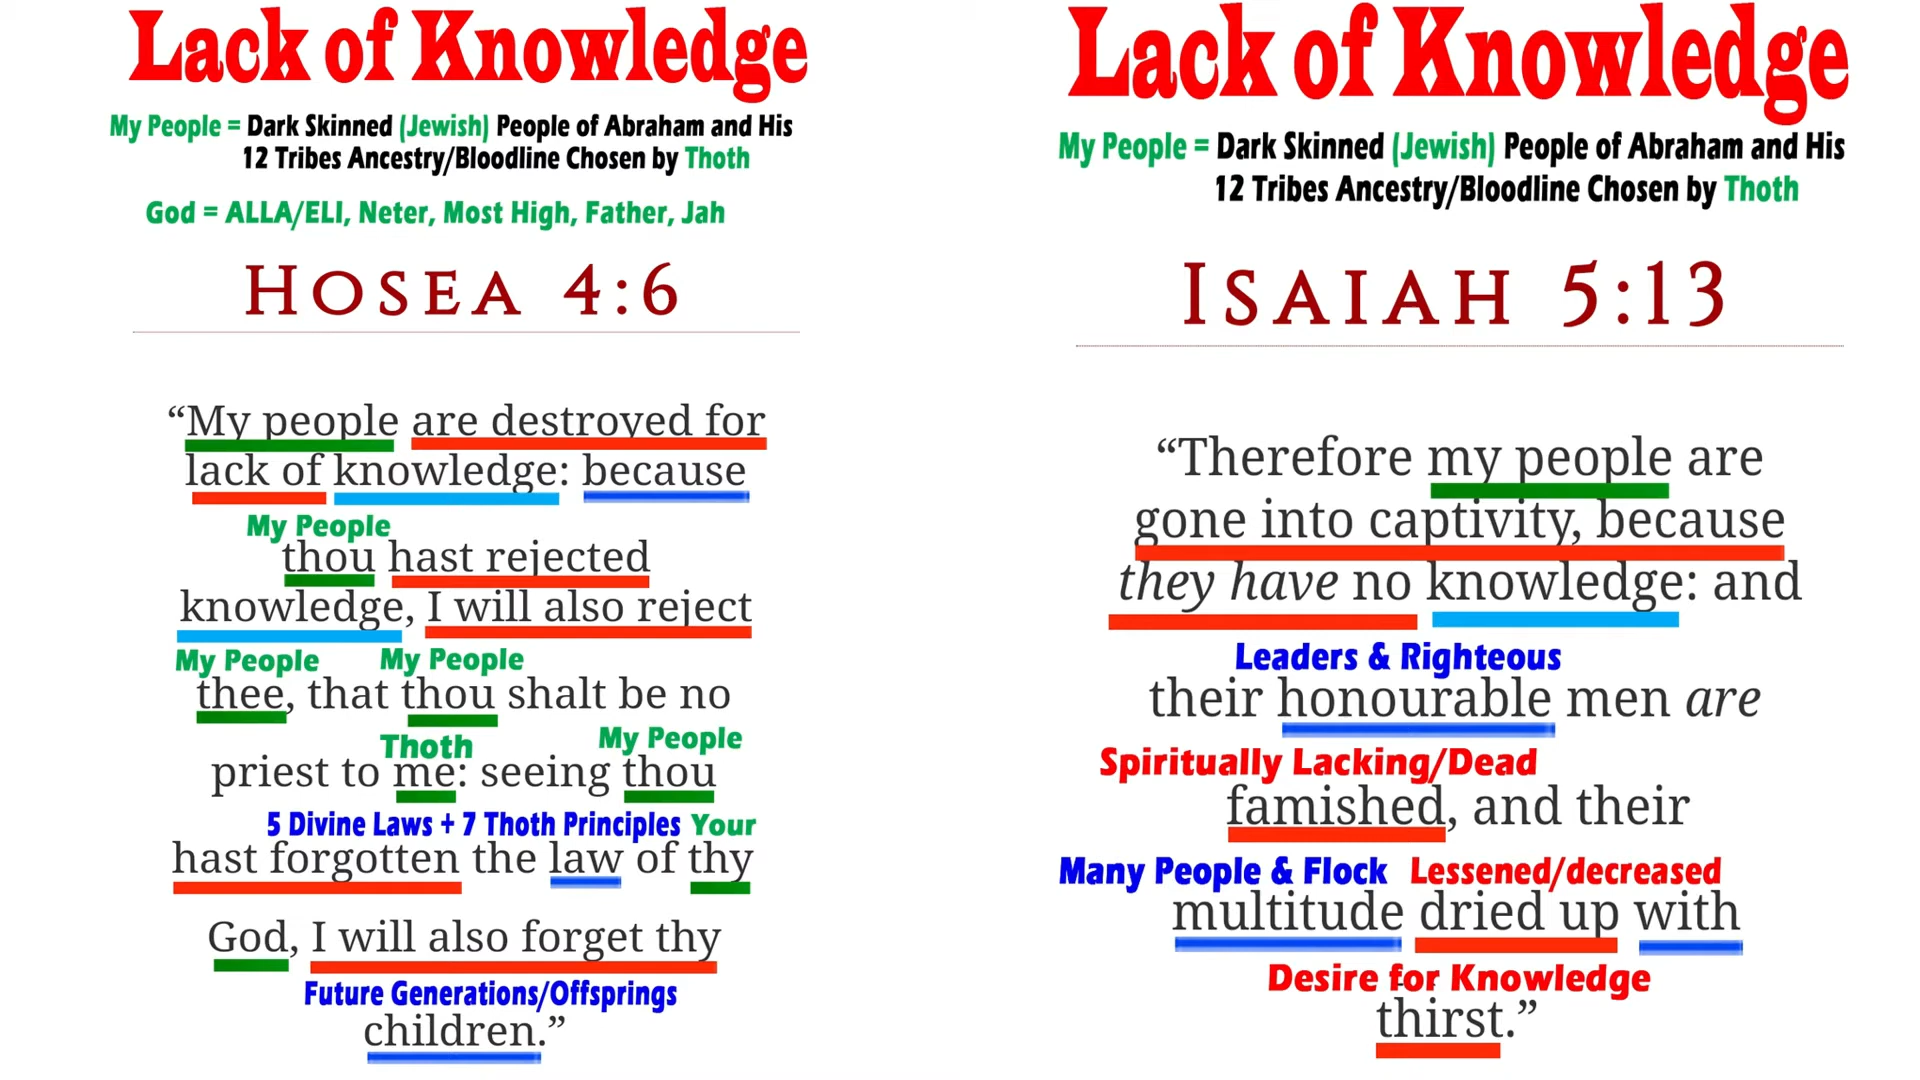 Lack of Knowledge
My People = Dark Skinned (Jewish) People of Abraham and His
12 Tribes Ancestry/Bloodline Chosen by Thoth
God = ALLA/ELI, Neter, Most High, Father, Jah
HOSEA 4:6
“My people are destroyed for
lack of knowledge: because
My People
thou hast rejected
knowledge, I will also reject
My People My People
thee, that thou shalt be no
Thoth My People
priest to me: seeing thou
5 Divine Laws + 7 Thoth Principles Your
hast forgotten the law of thy
God, I will also forget thy
Future Generations/Offsprings
children.”
Lack of Knowledge
My People = Dark Skinned (Jewish) People of Abraham and His
12 Tribes Ancestry/Bloodline Chosen by Thoth
ISAIAH 5:13
“Therefore my people are
gone into captivity, because
they have no knowledge: and
Leaders & Righteous
their honourable men are
Spiritually Lacking/Dead
famished, and their
Many People & Flock Lessened/decreased
multitude dried up with
Desire for Knowledge
thirst.”